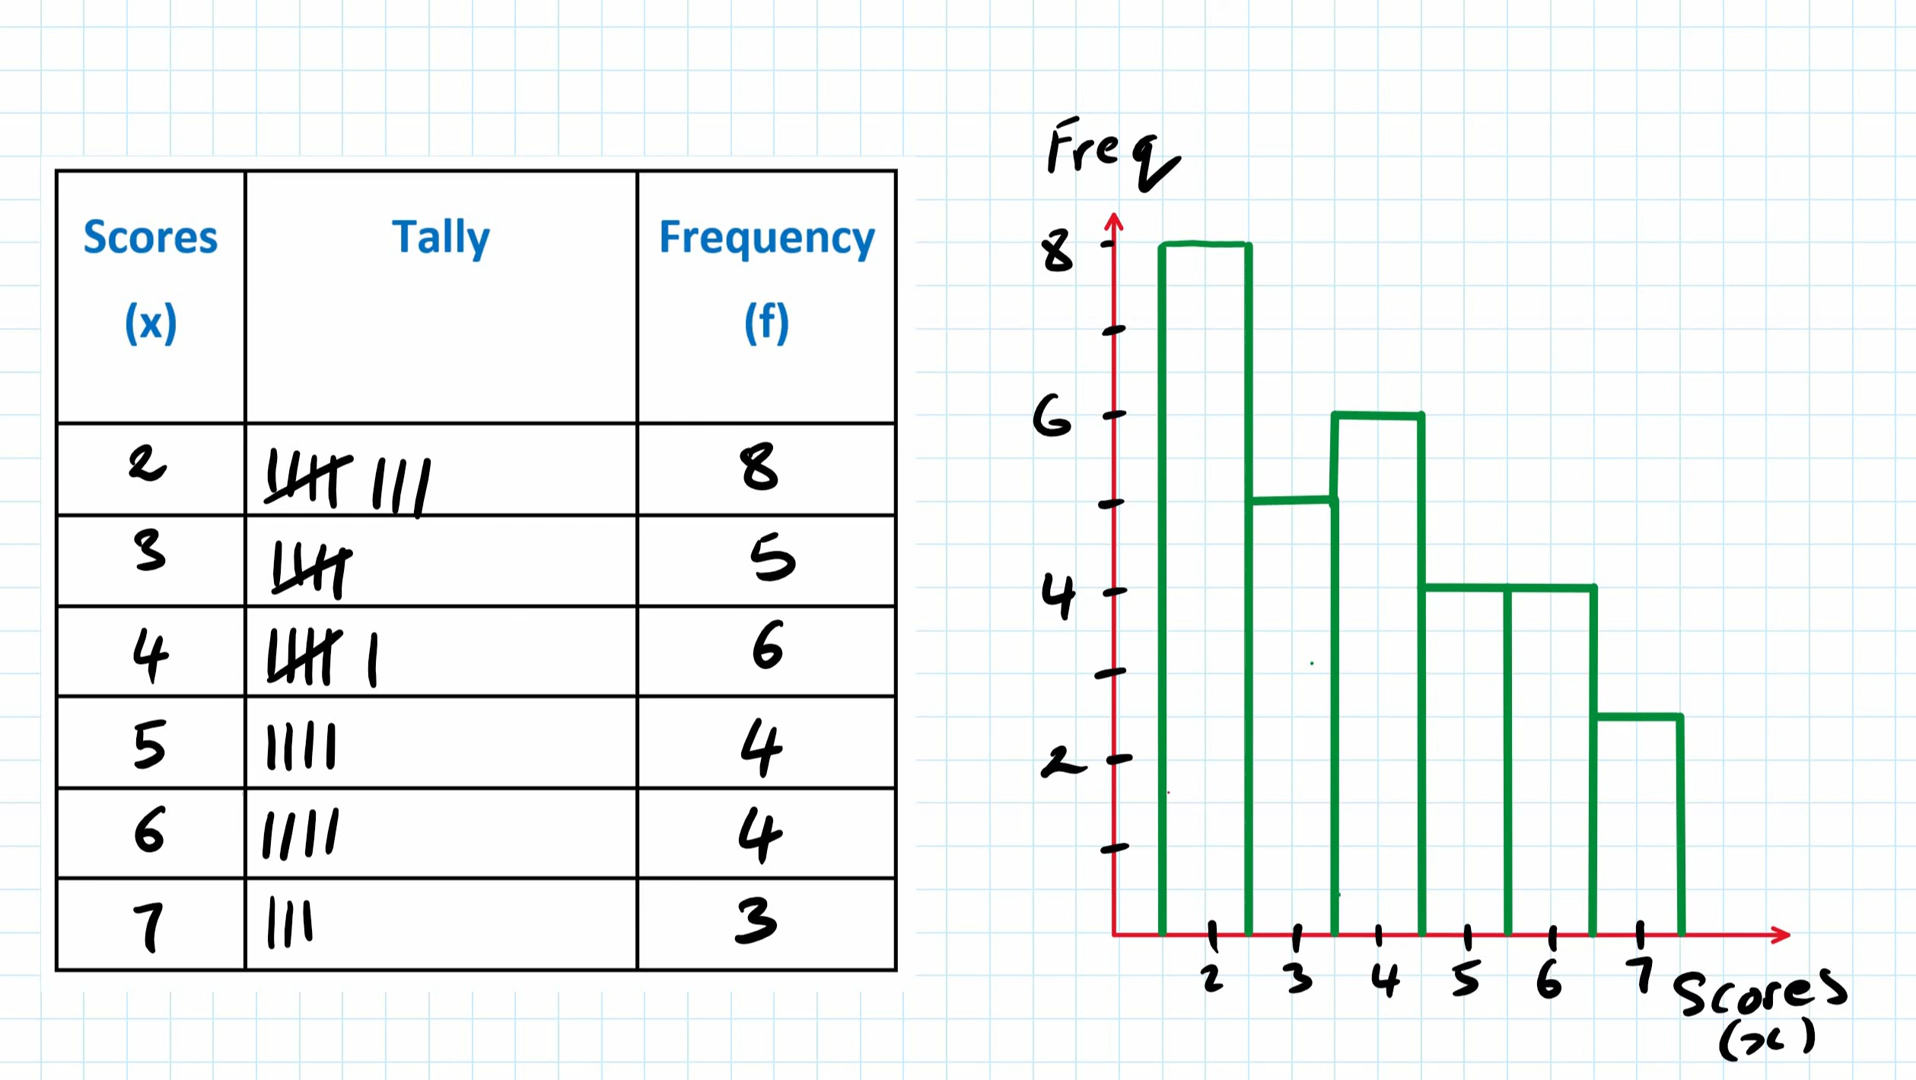 Scores Tally Frequency
(x) (f)
2 𝍸 ||| 8
3 𝍸 5
4 𝍸 | 6
5 |||| 4
6 |||| 4
7 ||| 3
Freq
8
6
4
2
2 3 4 5 6 7
Scores
(x)